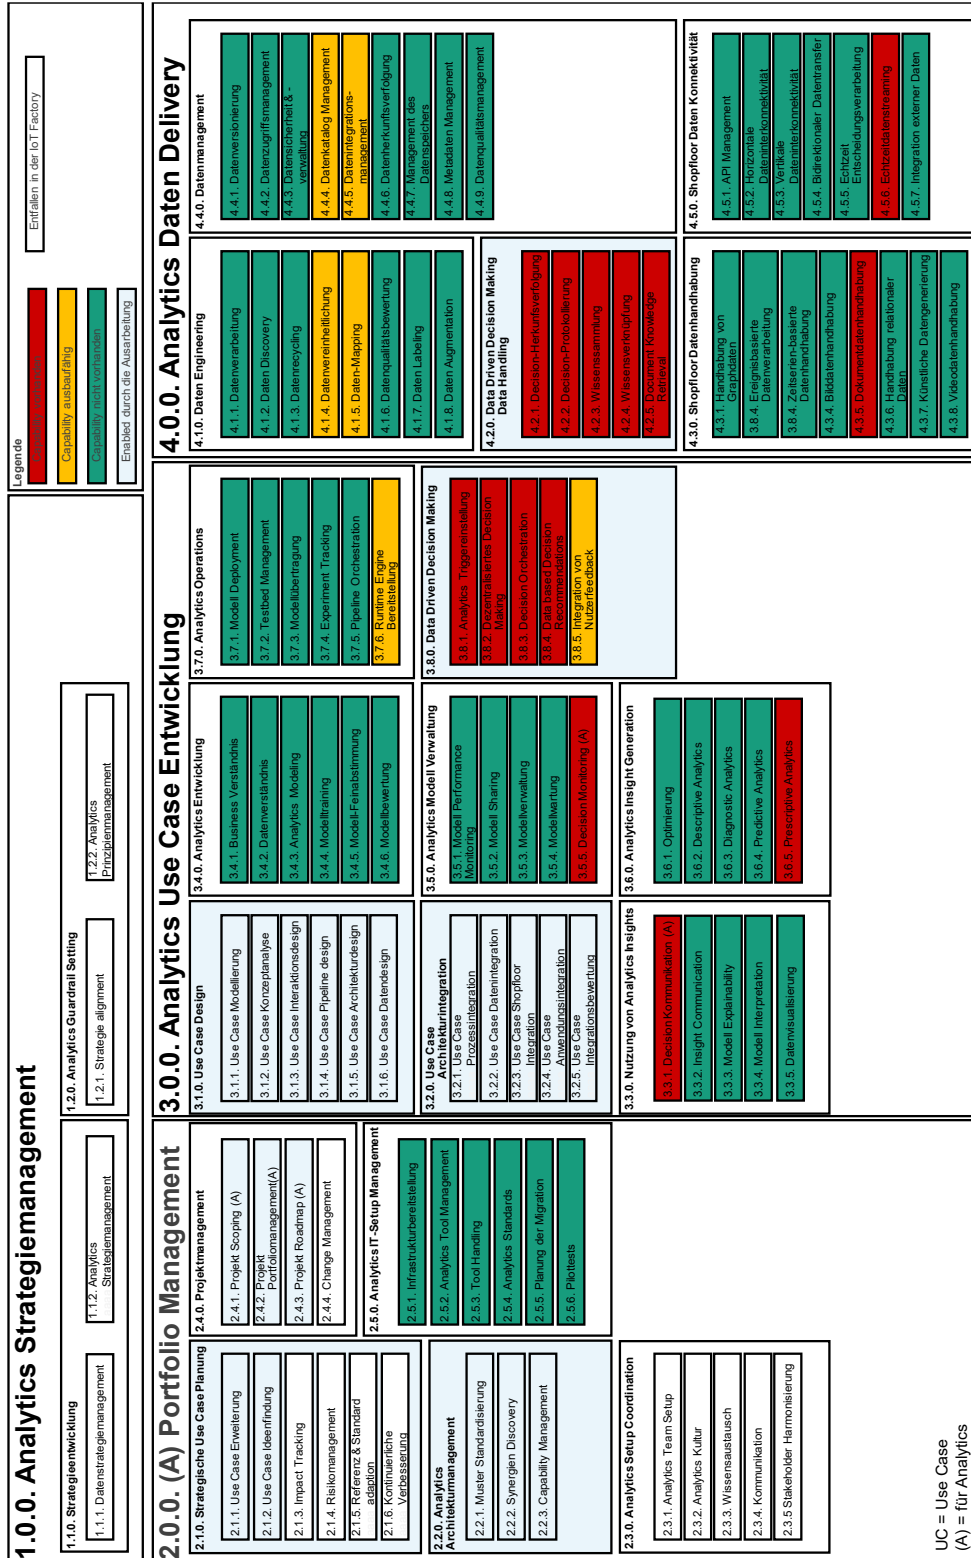 1.0.0. Analytics Strategiemanagement
1.1.0. Strategieentwicklung
1.1.1. Datenstrategiemanagement
1.1.2. Analytics
Strategiemanagement
1.2.0. Analytics Guardrail Setting
1.2.1. Strategie alignment
1.2.2. Analytics
Prinzipienmanagement
Legende
Capability ausbaufähig
Capability nicht vorhanden
Enabled durch die Ausarbeitung
Entfallen in der IoT Factory
2.0.0. (A) Portfolio Management
2.1.0. Strategische Use Case Planung
2.1.1. Use Case Erweiterung
2.1.2. Use Case Ideenfindung
2.1.3. Impact Tracking
2.1.4. Risikomanagement
2.1.5. Referenz & Standard
adaption
2.1.6. Kontinuierliche
Verbesserung
2.2.0. Analytics
Architekturmanagement
2.2.1. Muster Standardisierung
2.2.2. Synergien Discovery
2.2.3. Capability Management
2.3.0. Analytics Setup Coordination
2.3.1. Analytics Team Setup
2.3.2. Analytics Kultur
2.3.3. Wissensaustausch
2.3.4. Kommunikation
2.3.5 Stakeholder Harmonisierung
2.4.0. Projektmanagement
2.4.1. Projekt Scoping (A)
2.4.2. Projekt
Portfoliomanagement(A)
2.4.3. Projekt Roadmap (A)
2.4.4. Change Management
2.5.0. Analytics IT-Setup Management
2.5.1. Infrastrukturbereitstellung
2.5.2. Analytics Tool Management
2.5.3. Tool Handling
2.5.4. Analytics Standards
2.5.5. Planung der Migration
2.5.6. Pilottests
3.0.0. Analytics Use Case Entwicklung
3.1.0. Use Case Design
3.1.1. Use Case Modellierung
3.1.2. Use Case Konzeptanalyse
3.1.3. Use Case Interaktionsdesign
3.1.4. Use Case Pipeline design
3.1.5. Use Case Architekturdesign
3.1.6. Use Case Datendesign
3.2.0. Use Case
Architekturintegration
3.2.1. Use Case
Prozessintegration
3.2.2. Use Case Datenintegration
3.2.3. Use Case Shopfloor
Integration
3.2.4. Use Case
Anwendungsintegration
3.2.5. Use Case
Integrationsbewertung
3.3.0. Nutzung von Analytics Insights
3.3.1. Decision Kommunikation (A)
3.3.2. Insight Communication
3.3.3. Modell Explainability
3.3.4. Modell Interpretation
3.3.5. Datenvisualisierung
3.4.0. Analytics Entwicklung
3.4.1. Business Verständnis
3.4.2. Datenverständnis
3.4.3. Analytics Modeling
3.4.4. Modelltraining
3.4.5. Modell-Feinabstimmung
3.4.6. Modellbewertung
3.5.0. Analytics Modell Verwaltung
3.5.1. Modell Performance
Monitoring
3.5.2. Modell Sharing
3.5.3. Modellverwaltung
3.5.4. Modellwartung
3.5.5. Decision Monitoring (A)
3.6.0. Analytics Insight Generation
3.6.1. Optimierung
3.6.2. Descriptive Analytics
3.6.3. Diagnostic Analytics
3.6.4. Predictive Analytics
3.6.5. Prescriptive Analytics
3.7.0. Analytics Operations
3.7.1. Modell Deployment
3.7.2. Testbed Management
3.7.3. Modellübertragung
3.7.4. Experiment Tracking
3.7.5. Pipeline Orchestration
3.7.6. Runtime Engine
Bereitstellung
3.8.0. Data Driven Decision Making
3.8.1. Analytics Triggereinstellung
3.8.2. Dezentralisiertes Decision
Making
3.8.3. Decision Orchestration
3.8.4. Data based Decision
Recommendations
3.8.5. Integration von
Nutzerfeedback
4.0.0. Analytics Daten Delivery
4.1.0. Daten Engineering
4.1.1. Datenverarbeitung
4.1.2. Daten Discovery
4.1.3. Datenrecycling
4.1.4. Datenvereinheitlichung
4.1.5. Daten-Mapping
4.1.6. Datenqualitätsbewertung
4.1.7. Daten Labeling
4.1.8. Daten Augmentation
4.2.0. Data Driven Decision Making
Data Handling
4.2.1. Decision-Herkunftsverfolgung
4.2.2. Decision-Protokollierung
4.2.3. Wissenssammlung
4.2.4. Wissensverknüpfung
4.2.5. Document Knowledge
Retrieval
4.3.0. Shopfloor Datenhandhabung
4.3.1. Handhabung von
Graphdaten
3.8.4. Ereignisbasierte
Datenverarbeitung
3.8.4. Zeitserien-basierte
Datenhandhabung
4.3.4. Bilddatenhandhabung
4.3.5. Dokumentdatenhandhabung
4.3.6. Handhabung relationaler
Daten
4.3.7. Künstliche Datengenerierung
4.3.8. Videodatenhandhabung
4.4.0. Datenmanagement
4.4.1. Datenversionierung
4.4.2. Datenzugriffsmanagement
4.4.3. Datensicherheit & -
verwaltung
4.4.4. Datenkatalog Management
4.4.5. Datenintegrations-
management
4.4.6. Datenherkunftsverfolgung
4.4.7. Management des
Datenspeichers
4.4.8. Metadaten Management
4.4.9. Datenqualitätsmanagement
4.5.0. Shopfloor Daten Konnektivität
4.5.1. API Management
4.5.2. Horizontale
Dateninterkonnektivität
4.5.3. Vertikale
Dateninterkonnektivität
4.5.4. Bidirektionaler Datentransfer
4.5.5. Echtzeit
Entscheidungsverarbeitung
4.5.6. Echtzeitdatenstreaming
4.5.7. Integration externer Daten
UC = Use Case
(A) = für Analytics